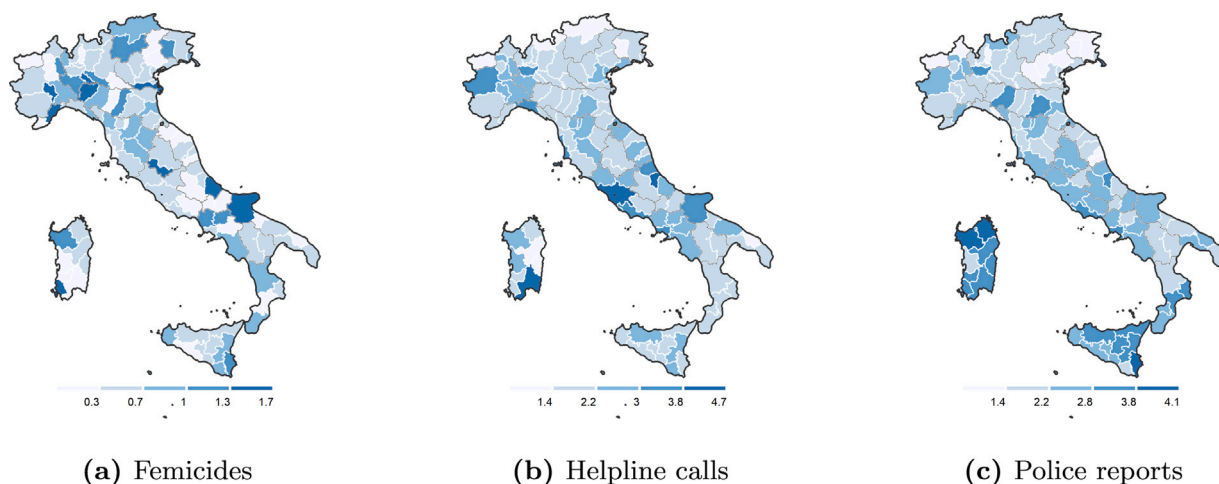 0.3 0.7 1 1.3 1.7
1.4 2.2 3 3.8 4.7
1.4 2.2 2.8 3.8 4.1
(a) Femicides
(b) Helpline calls
(c) Police reports